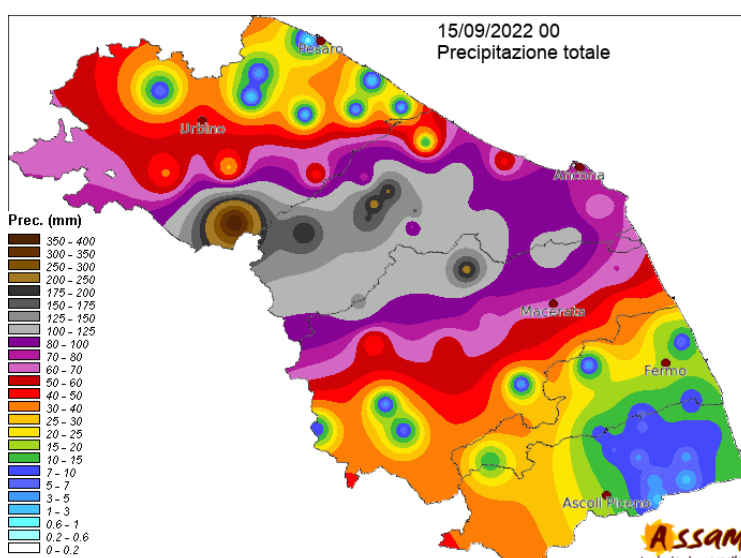 15/09/2022 00
Precipitazione totale
Pesaro
Urbino
Ancona
Macerata
Fermo
Ascoli Piceno
Prec. (mm)
350 - 400
300 - 350
250 - 300
200 - 250
175 - 200
150 - 175
125 - 150
100 - 125
80 - 100
70 - 80
60 - 70
50 - 60
40 - 50
30 - 40
25 - 30
20 - 25
15 - 20
10 - 15
7 - 10
5 - 7
3 - 5
1 - 3
0.6 - 1
0.2 - 0.6
0 - 0.2
Assam